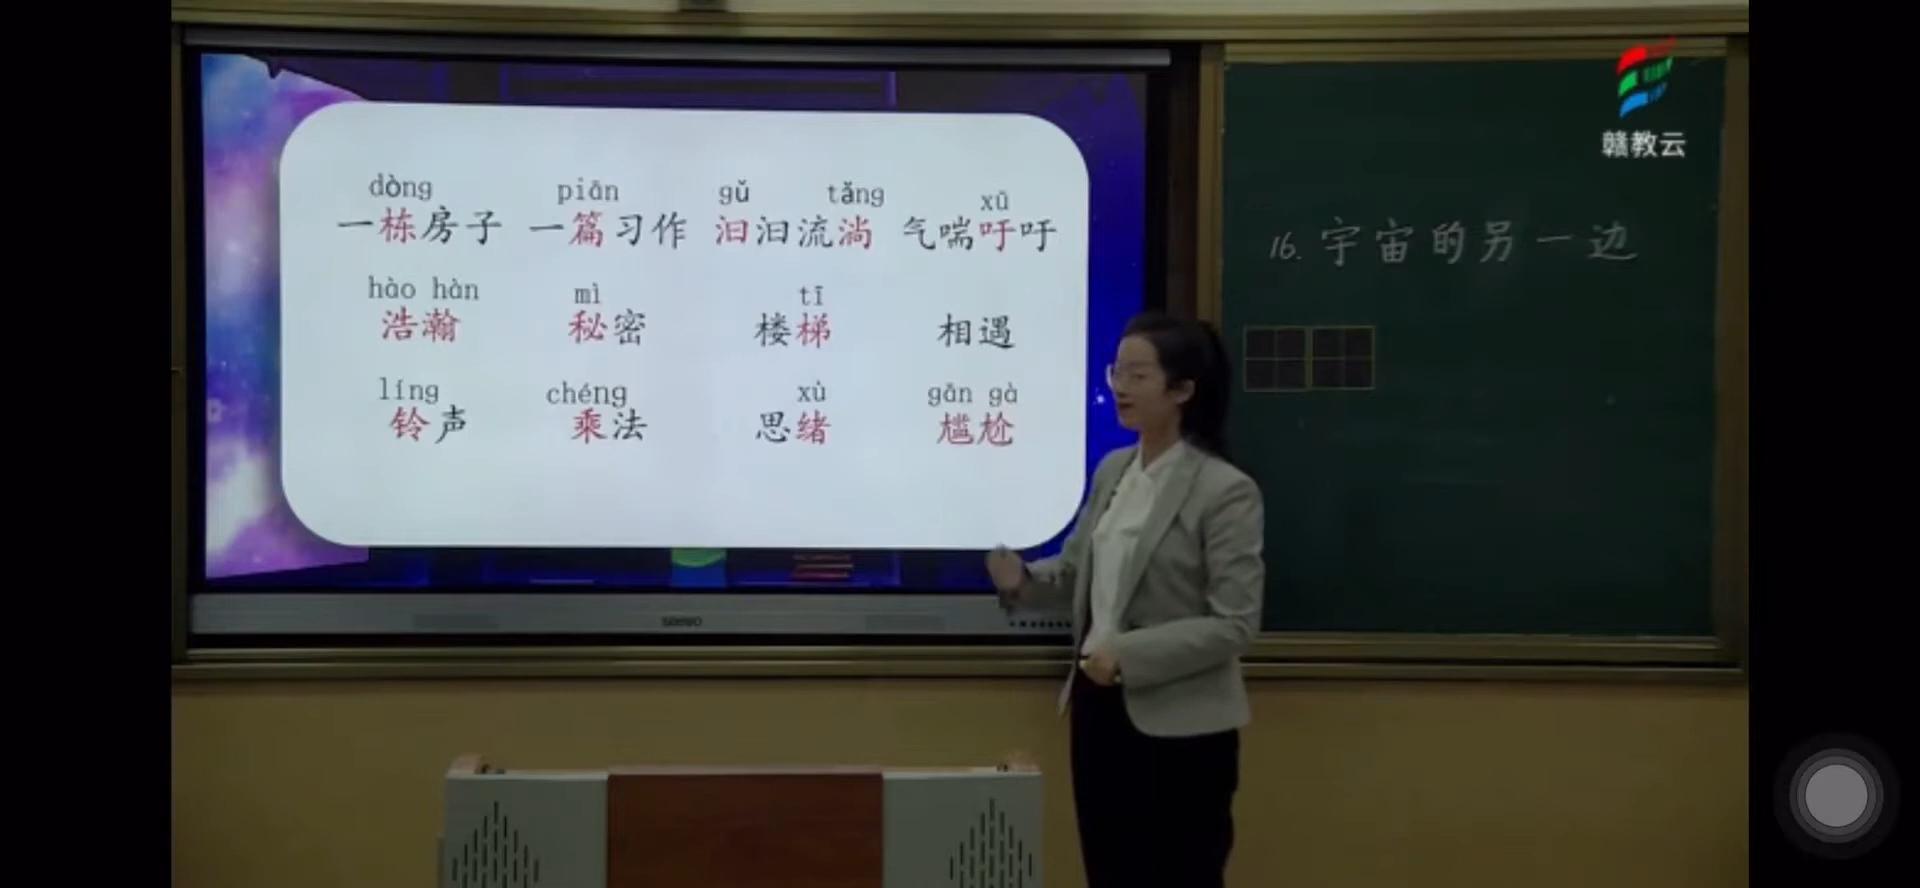 dòng piān gǔ tǎng xū
一栋房子 一篇习作 汩汩流淌 气喘吁吁
hào hàn mì tī
浩瀚 秘密 楼梯 相遇
líng chéng xù gān gà
铃声 乘法 思绪 尴尬
seewo
赣教云
16.宇宙的另一边